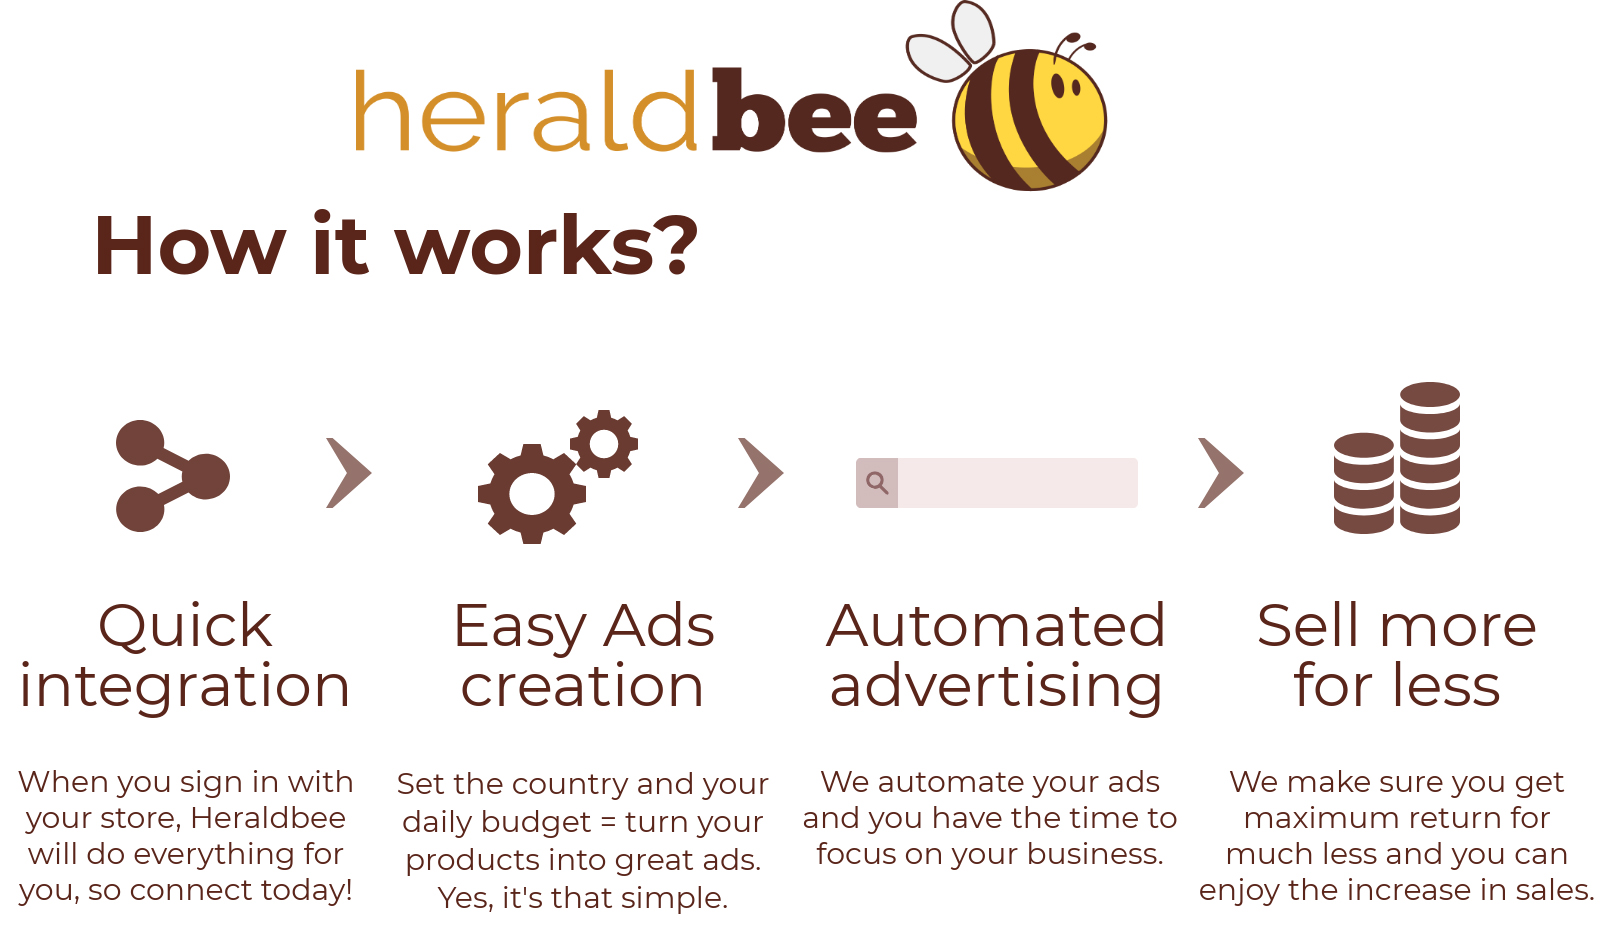 heraldbee
How it works?
Quick
integration
When you sign in with
your store, Heraldbee
will do everything for
you, so connect today!
Easy Ads
creation
Set the country and your
daily budget = turn your
products into great ads.
Yes, it's that simple.
Automated
advertising
We automate your ads
and you have the time to
focus on your business.
Sell more
for less
We make sure you get
maximum return for
much less and you can
enjoy the increase in sales.